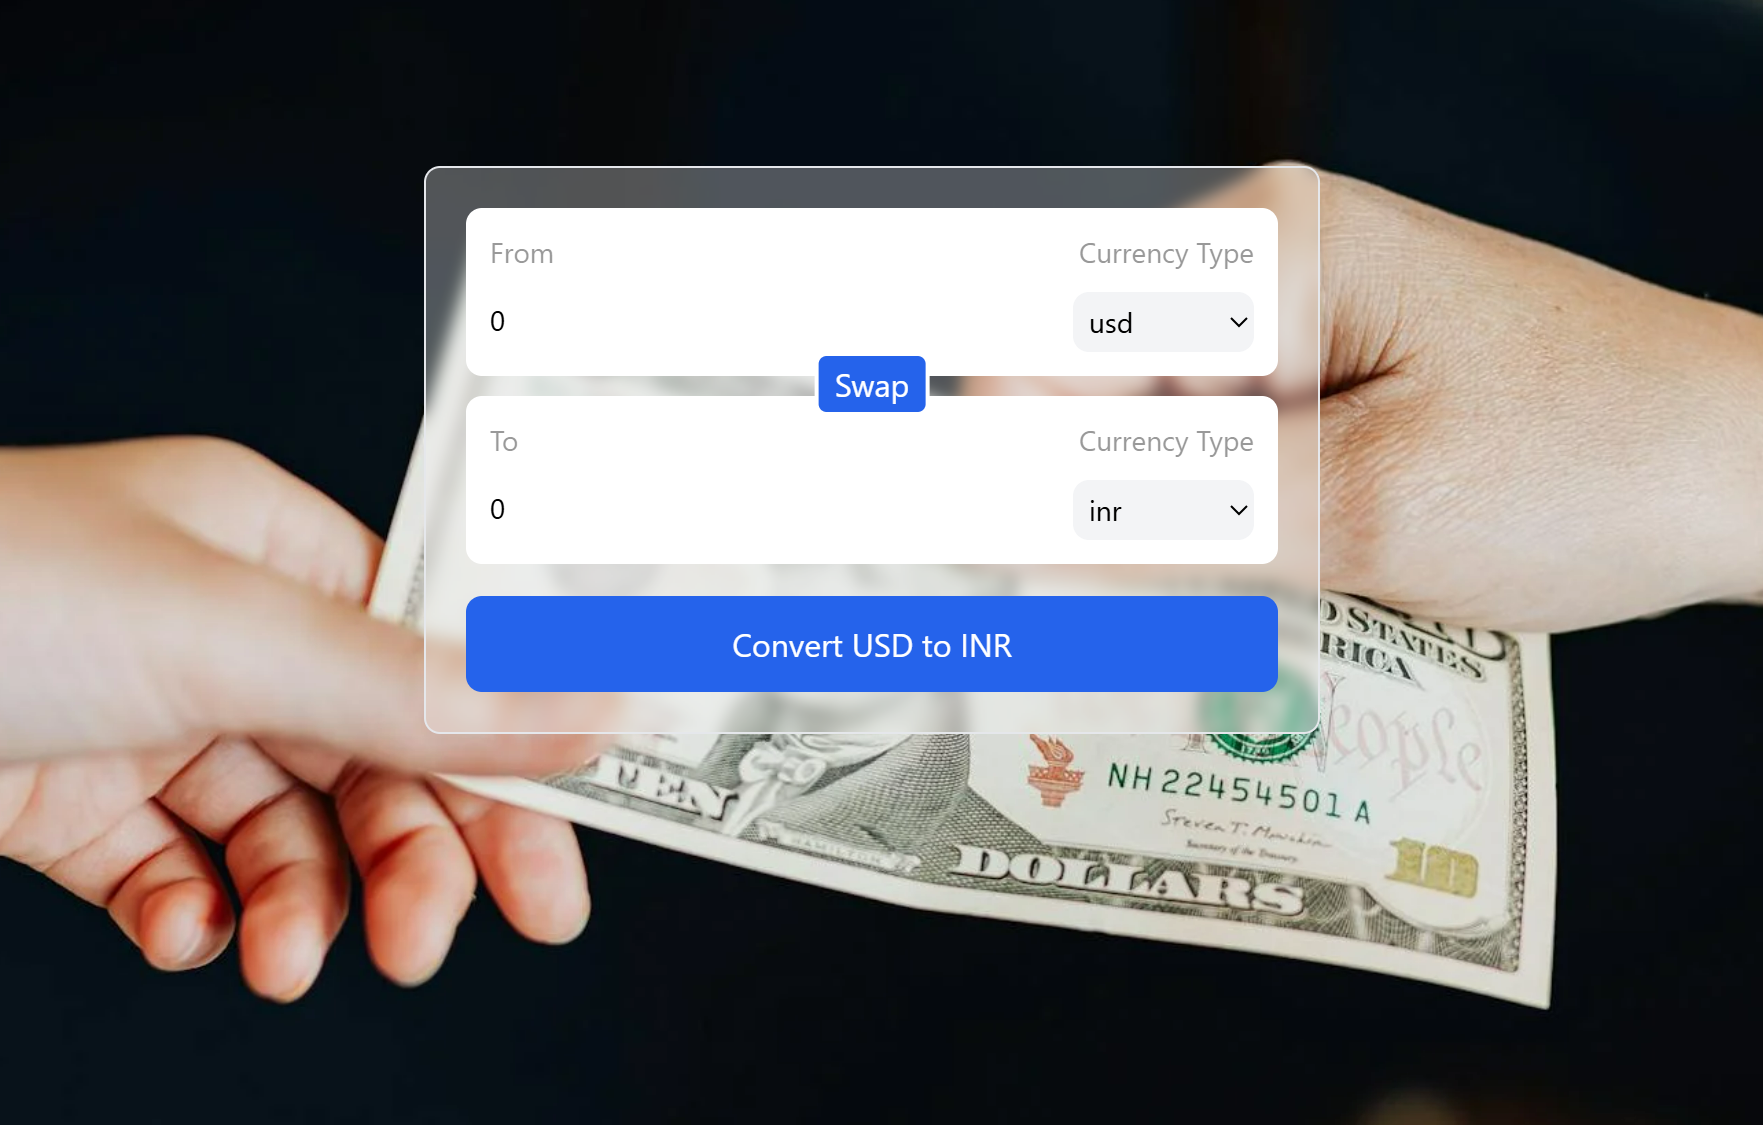 From
Currency Type
0
usd
Swap
To
Currency Type
0
inr
Convert USD to INR
STATES
RICA
eople
TEN
NH 22454501 A
Steven T. Mnuchin
Secretary of the Treasury.
HAMILTON
DOLLARS
10